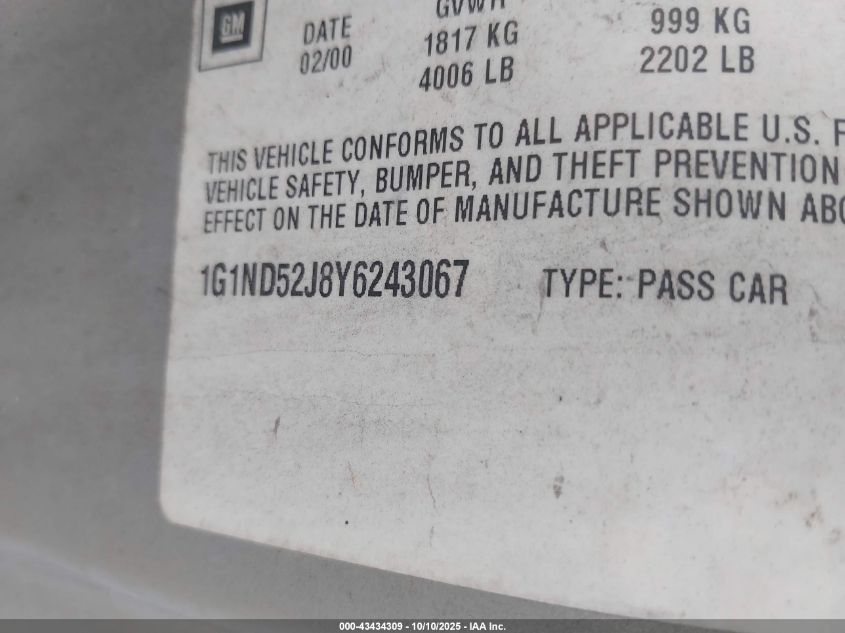 GM
DATE
02/00
GVWR
1817 KG
4006 LB
999 KG
2202 LB
THIS VEHICLE CONFORMS TO ALL APPLICABLE U.S. F
VEHICLE SAFETY, BUMPER, AND THEFT PREVENTION
EFFECT ON THE DATE OF MANUFACTURE SHOWN ABO
1G1ND52J8Y6243067 TYPE: PASS CAR
000-43434309 - 10/10/2025 - IAA Inc.